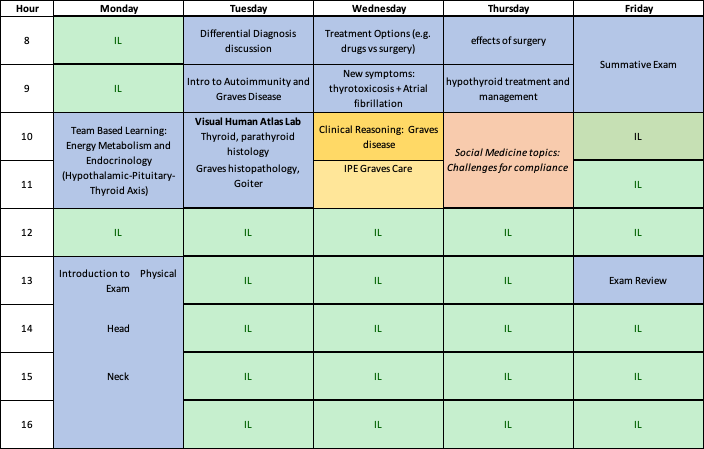 Hour Monday Tuesday Wednesday Thursday Friday
8
IL
Differential Diagnosis
discussion
Treatment Options (e.g.
drugs vs surgery)
effects of surgery
Summative Exam
9
IL
Intro to Autoimmunity and
Graves Disease
New symptoms:
thyrotoxicosis + Atrial
fibrillation
hypothyroid treatment and
management
10
Team Based Learning:
Energy Metabolism and
Endocrinology
(Hypothalamic-Pituitary-
Thyroid Axis)
Visual Human Atlas Lab
Thyroid, parathyroid
histology
Graves histopathology,
Goiter
Clinical Reasoning: Graves
disease
Social Medicine topics:
Challenges for compliance
IL
11
IPE Graves Care
IL
12 IL IL IL IL IL
13
Introduction to Physical
Exam
IL IL IL Exam Review
14 Head IL IL IL IL
15 Neck IL IL IL IL
16 IL IL IL IL